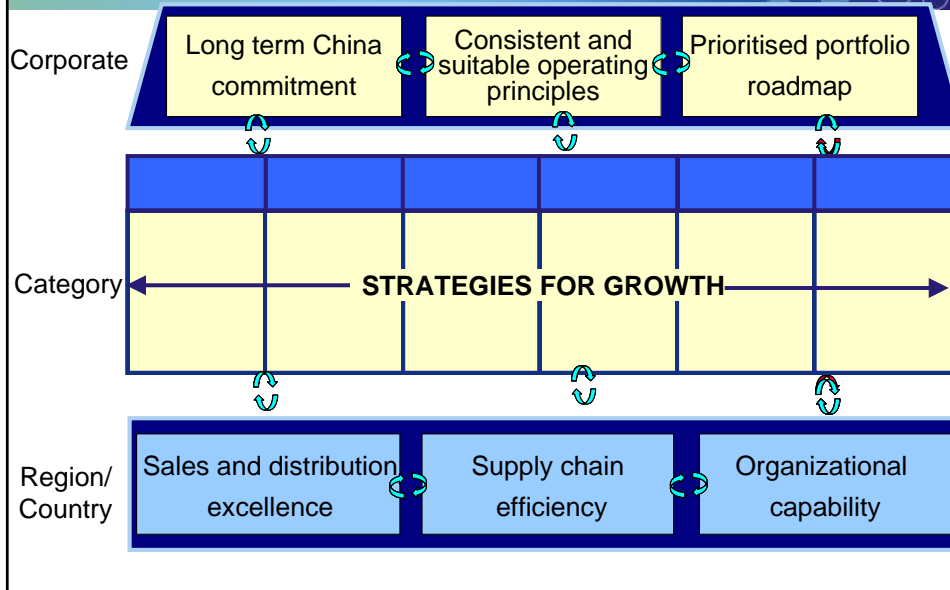 Corporate
Long term China
commitment
Consistent and
suitable operating
principles
Prioritised portfolio
roadmap
Category
STRATEGIES FOR GROWTH
Region/
Country
Sales and distribution
excellence
Supply chain
efficiency
Organizational
capability